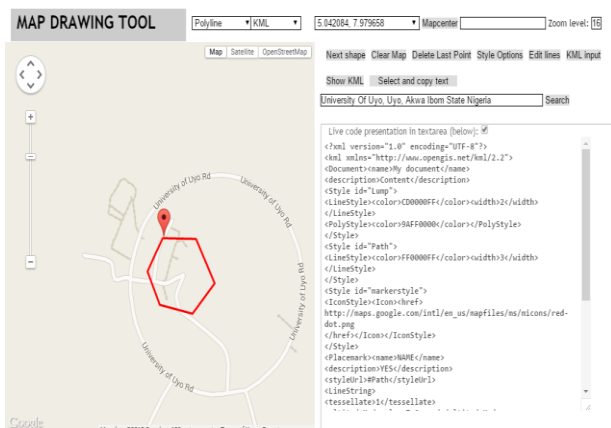 MAP DRAWING TOOL
Polyline
KML
5.042084, 7.979658
Mapcenter
Zoom level: 16
Map
Satellite
OpenStreetMap
Next shape Clear Map Delete Last Point Style Options Edit lines KML input
Show KML Select and copy text
University Of Uyo, Uyo, Akwa Ibom State Nigeria Search
Live code presentation in textarea (below):
<?xml version="1.0" encoding="UTF-8"?>
<kml xmlns="http://www.opengis.net/kml/2.2">
<Document><name>My document</name>
<description>Content</description>
<Style id="Lump">
<LineStyle><color>CD0000FF</color><width>2</width>
</LineStyle>
<PolyStyle><color>9AFF0000</color></PolyStyle>
</Style>
<Style id="Path">
<LineStyle><color>FF0000FF</color><width>3</width>
</LineStyle>
</Style>
<Style id="markerstyle">
<IconStyle><Icon><href>
http://maps.google.com/intl/en_us/mapfiles/ms/micons/red-
dot.png
</href></Icon></IconStyle>
</Style>
<Placemark><name>NAME</name>
<description>YES</description>
<styleUrl>#Path</styleUrl>
<LineString>
<tessellate>1</tessellate>
University of Uyo Rd
University of Uyo Rd
University of Uyo Rd
University of Uyo Rd
Google